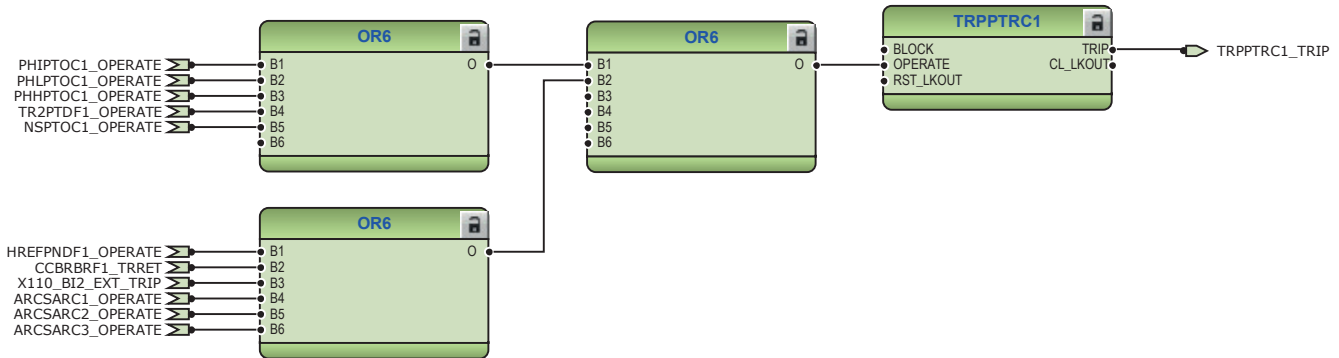 TRPPTRC1
BLOCK TRIP
OPERATE CL_LKOUT
RST_LKOUT
TRPPTRC1_TRIP
OR6
PHIPTOC1_OPERATE B1 O
PHLPTOC1_OPERATE B2
PHHPTOC1_OPERATE B3
TR2PTDF1_OPERATE B4
NSPTOC1_OPERATE B5
B6
OR6
B1 O
B2
B3
B4
B5
B6
OR6
HREFPNDF1_OPERATE B1 O
CCBRBRF1_TRRET B2
X110_BI2_EXT_TRIP B3
ARCSARC1_OPERATE B4
ARCSARC2_OPERATE B5
ARCSARC3_OPERATE B6